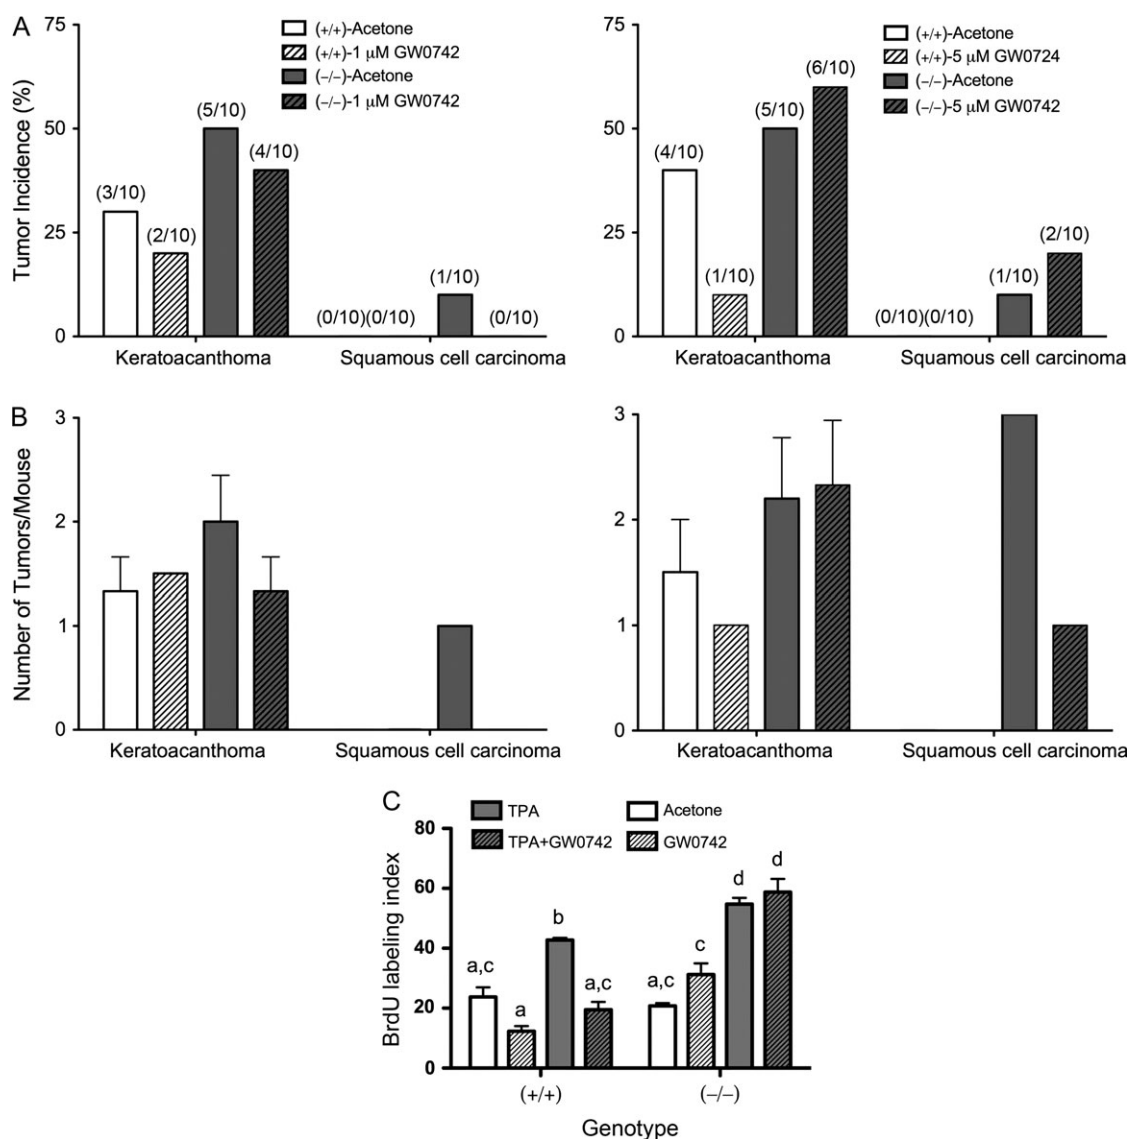 A
Tumor Incidence (%)
75
50
25
0
(+/+)-Acetone
(+/+)-1 μM GW0742
(−/−)-Acetone
(−/−)-1 μM GW0742
(3/10)
(2/10)
(5/10)
(4/10)
(0/10)(0/10)
(1/10)
(0/10)
Keratoacanthoma
Squamous cell carcinoma
75
50
25
0
(+/+)-Acetone
(+/+)-5 μM GW0724
(−/−)-Acetone
(−/−)-5 μM GW0742
(4/10)
(1/10)
(5/10)
(6/10)
(0/10)(0/10)
(1/10)
(2/10)
Keratoacanthoma
Squamous cell carcinoma
B
Number of Tumors/Mouse
3
2
1
0
Keratoacanthoma
Squamous cell carcinoma
3
2
1
0
Keratoacanthoma
Squamous cell carcinoma
C
TPA
Acetone
TPA+GW0742
GW0742
BrdU labeling index
80
60
40
20
0
a,c
a
b
a,c
a,c
c
d
d
(+/+)
(−/−)
Genotype